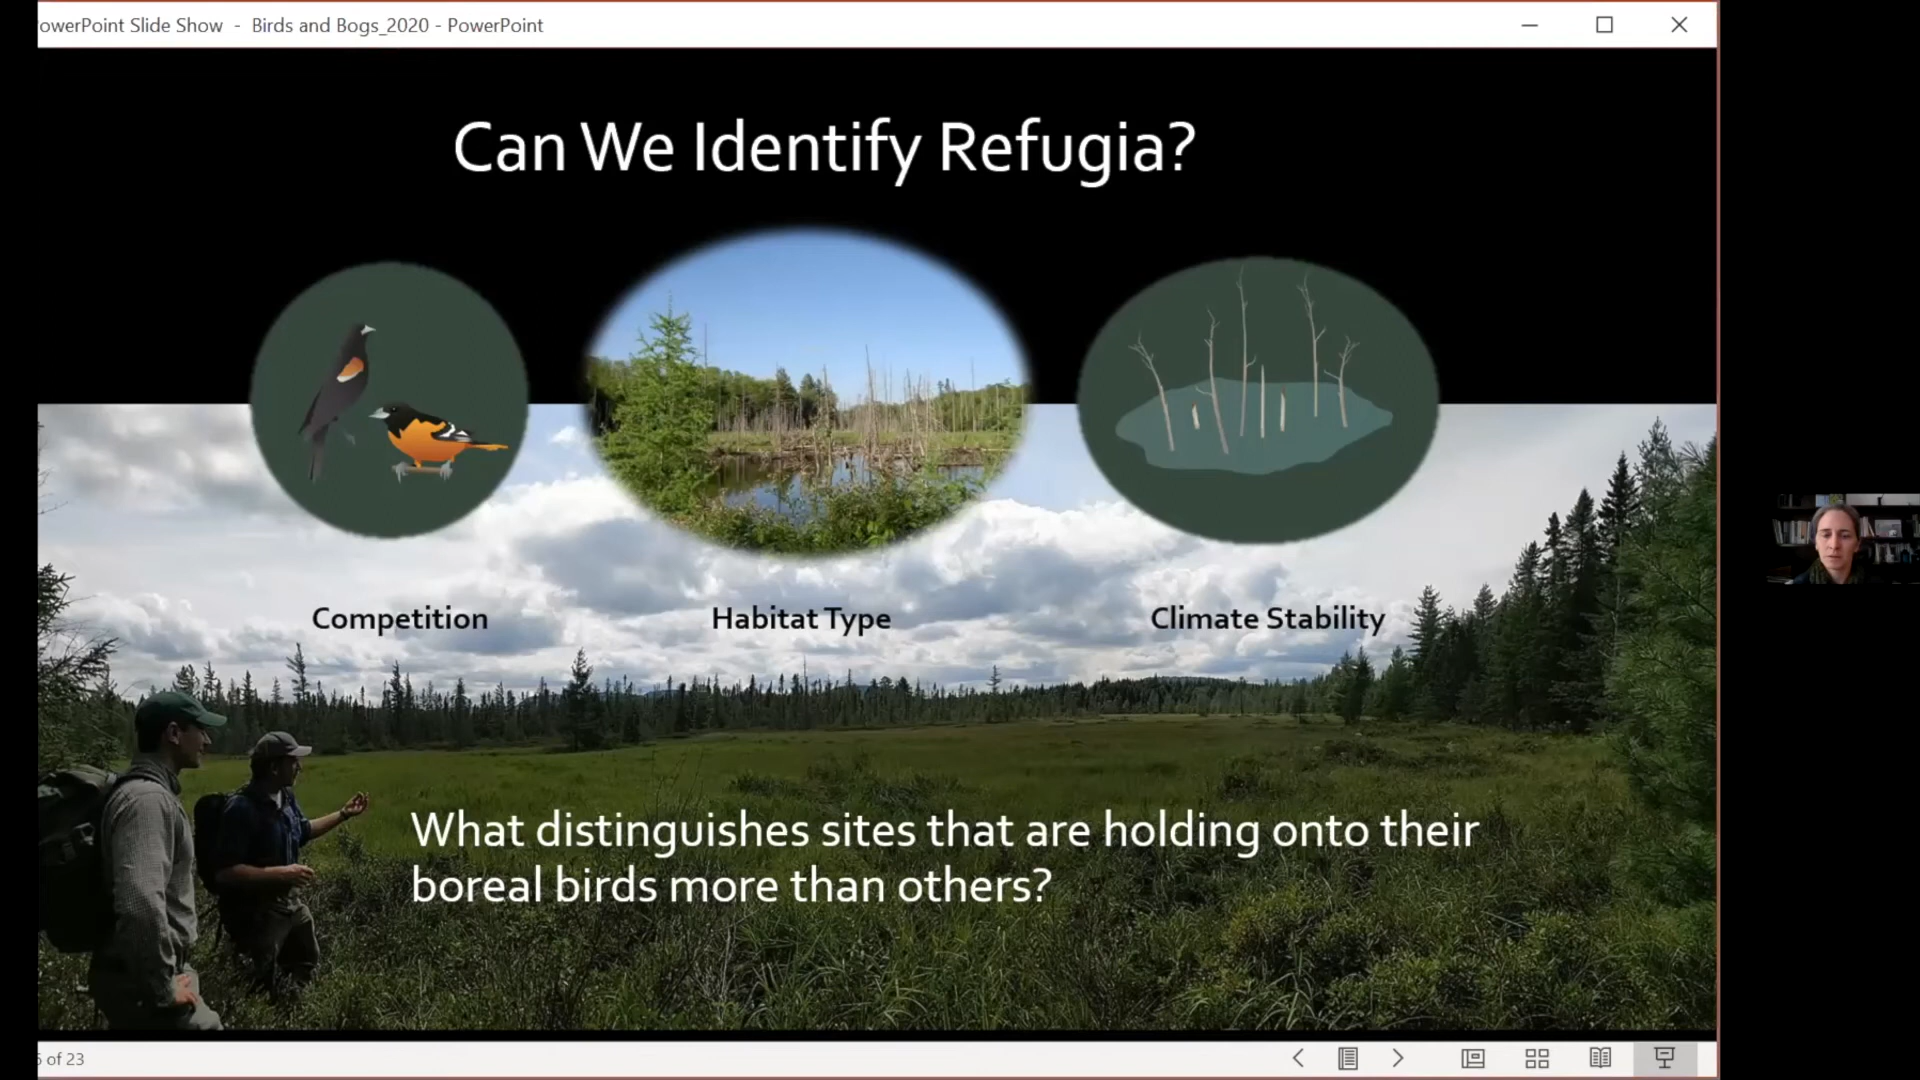 owerPoint Slide Show - Birds and Bogs_2020 - PowerPoint
Can We Identify Refugia?
Competition
Habitat Type
Climate Stability
What distinguishes sites that are holding onto their
boreal birds more than others?
of 23